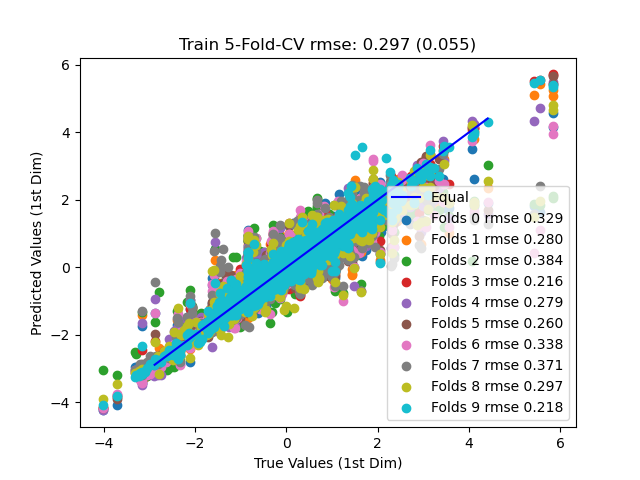 Train 5-Fold-CV rmse: 0.297 (0.055)
Predicted Values (1st Dim)
6
4
2
0
−2
−4
Equal
Folds 0 rmse 0.329
Folds 1 rmse 0.280
Folds 2 rmse 0.384
Folds 3 rmse 0.216
Folds 4 rmse 0.279
Folds 5 rmse 0.260
Folds 6 rmse 0.338
Folds 7 rmse 0.371
Folds 8 rmse 0.297
Folds 9 rmse 0.218
−4 −2 0 2 4 6
True Values (1st Dim)